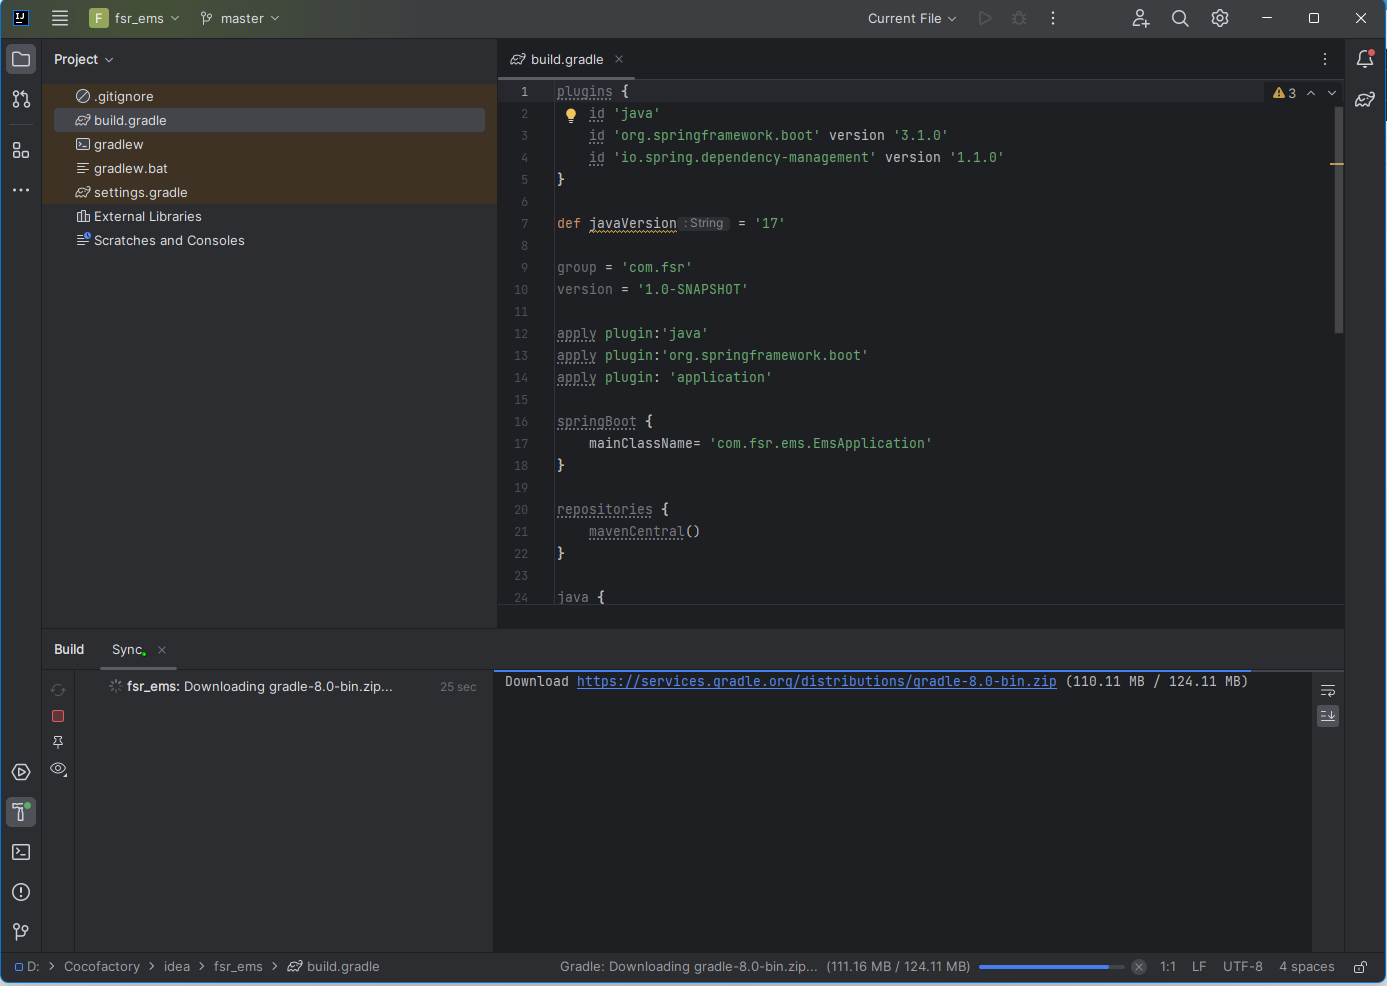 IJ
F fsr_ems master Current File
Project
build.gradle
.gitignore
build.gradle
gradlew
gradlew.bat
settings.gradle
External Libraries
Scratches and Consoles
3
1 plugins {
2 id 'java'
3 id 'org.springframework.boot' version '3.1.0'
4 id 'io.spring.dependency-management' version '1.1.0'
5 }
6
7 def javaVersion : String = '17'
8
9 group = 'com.fsr'
10 version = '1.0-SNAPSHOT'
11
12 apply plugin:'java'
13 apply plugin:'org.springframework.boot'
14 apply plugin: 'application'
15
16 springBoot {
17 mainClassName= 'com.fsr.ems.EmsApplication'
18 }
19
20 repositories {
21 mavenCentral()
22 }
23
24 java {
Build Sync
fsr_ems: Downloading gradle-8.0-bin.zip... 25 sec
Download https://services.gradle.org/distributions/gradle-8.0-bin.zip (110.11 MB / 124.11 MB)
D: > Cocofactory > idea > fsr_ems > build.gradle
Gradle: Downloading gradle-8.0-bin.zip... (111.16 MB / 124.11 MB) 1:1 LF UTF-8 4 spaces